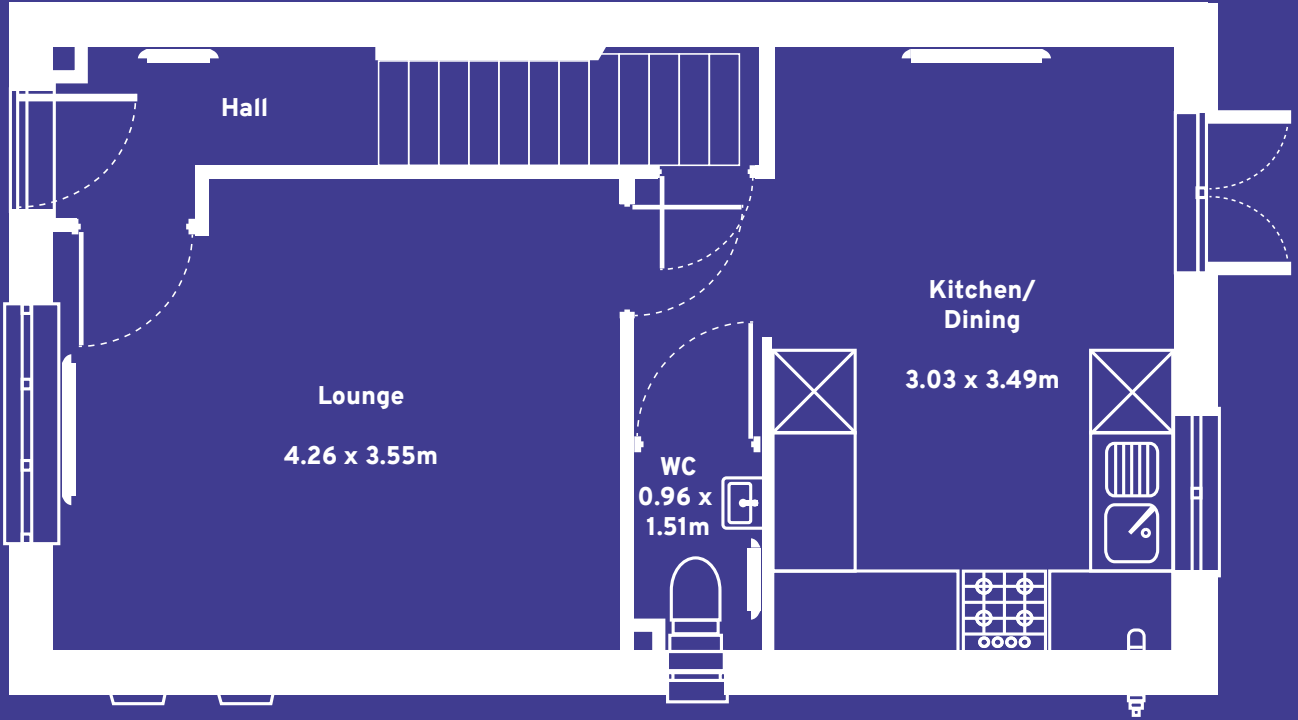 Hall
Kitchen/
Dining
3.03 x 3.49m
Lounge
4.26 x 3.55m
WC
0.96 x
1.51m